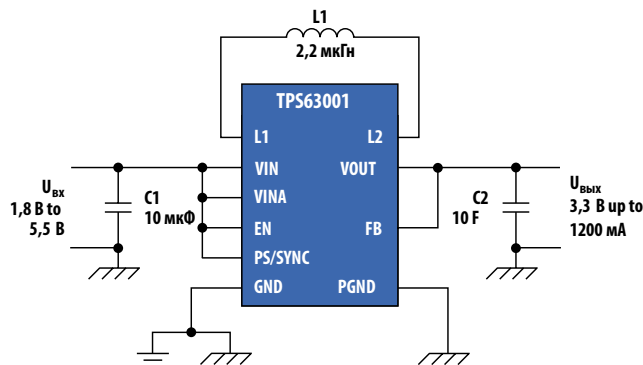 L1
2,2 мкГн
TPS63001
L1
L2
VIN
VOUT
VINA
EN
FB
PS/SYNC
GND
PGND
Uвх
1,8 В to
5,5 В
C1
10 мкФ
C2
10 F
Uвых
3,3 В up to
1200 мА